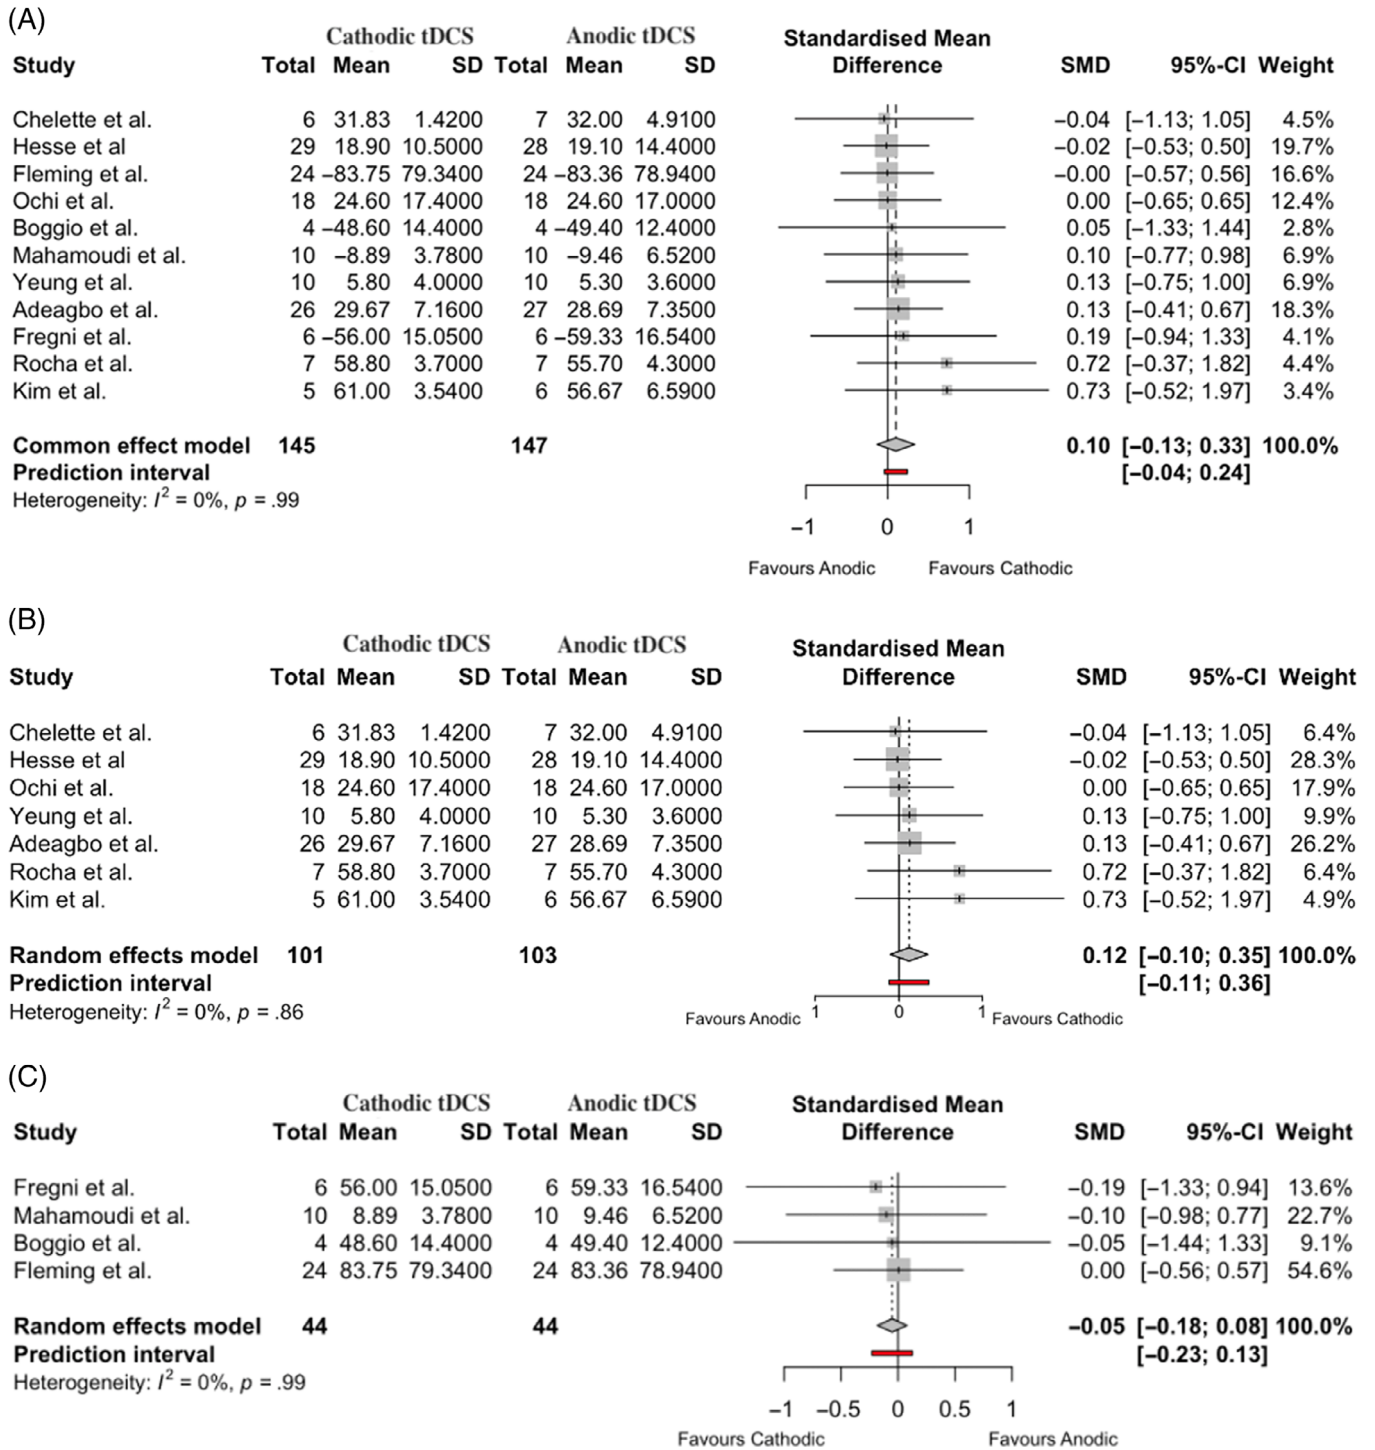 (A)
Cathodic tDCS Anodic tDCS Standardised Mean
Study Total Mean SD Total Mean SD Difference SMD 95%-CI Weight
Chelette et al. 6 31.83 1.4200 7 32.00 4.9100 −0.04 [−1.13; 1.05] 4.5%
Hesse et al 29 18.90 10.5000 28 19.10 14.4000 −0.02 [−0.53; 0.50] 19.7%
Fleming et al. 24 −83.75 79.3400 24 −83.36 78.9400 −0.00 [−0.57; 0.56] 16.6%
Ochi et al. 18 24.60 17.4000 18 24.60 17.0000 0.00 [−0.65; 0.65] 12.4%
Boggio et al. 4 −48.60 14.4000 4 −49.40 12.4000 0.05 [−1.33; 1.44] 2.8%
Mahamoudi et al. 10 −8.89 3.7800 10 −9.46 6.5200 0.10 [−0.77; 0.98] 6.9%
Yeung et al. 10 5.80 4.0000 10 5.30 3.6000 0.13 [−0.75; 1.00] 6.9%
Adeagbo et al. 26 29.67 7.1600 27 28.69 7.3500 0.13 [−0.41; 0.67] 18.3%
Fregni et al. 6 −56.00 15.0500 6 −59.33 16.5400 0.19 [−0.94; 1.33] 4.1%
Rocha et al. 7 58.80 3.7000 7 55.70 4.3000 0.72 [−0.37; 1.82] 4.4%
Kim et al. 5 61.00 3.5400 6 56.67 6.5900 0.73 [−0.52; 1.97] 3.4%
Common effect model 145 147 0.10 [−0.13; 0.33] 100.0%
Prediction interval [−0.04; 0.24]
Heterogeneity: I² = 0%, p = .99
−1 0 1
Favours Anodic Favours Cathodic
(B)
Cathodic tDCS Anodic tDCS Standardised Mean
Study Total Mean SD Total Mean SD Difference SMD 95%-CI Weight
Chelette et al. 6 31.83 1.4200 7 32.00 4.9100 −0.04 [−1.13; 1.05] 6.4%
Hesse et al 29 18.90 10.5000 28 19.10 14.4000 −0.02 [−0.53; 0.50] 28.3%
Ochi et al. 18 24.60 17.4000 18 24.60 17.0000 0.00 [−0.65; 0.65] 17.9%
Yeung et al. 10 5.80 4.0000 10 5.30 3.6000 0.13 [−0.75; 1.00] 9.9%
Adeagbo et al. 26 29.67 7.1600 27 28.69 7.3500 0.13 [−0.41; 0.67] 26.2%
Rocha et al. 7 58.80 3.7000 7 55.70 4.3000 0.72 [−0.37; 1.82] 6.4%
Kim et al. 5 61.00 3.5400 6 56.67 6.5900 0.73 [−0.52; 1.97] 4.9%
Random effects model 101 103 0.12 [−0.10; 0.35] 100.0%
Prediction interval [−0.11; 0.36]
Heterogeneity: I² = 0%, p = .86
Favours Anodic 1 0 1 Favours Cathodic
(C)
Cathodic tDCS Anodic tDCS Standardised Mean
Study Total Mean SD Total Mean SD Difference SMD 95%-CI Weight
Fregni et al. 6 56.00 15.0500 6 59.33 16.5400 −0.19 [−1.33; 0.94] 13.6%
Mahamoudi et al. 10 8.89 3.7800 10 9.46 6.5200 −0.10 [−0.98; 0.77] 22.7%
Boggio et al. 4 48.60 14.4000 4 49.40 12.4000 −0.05 [−1.44; 1.33] 9.1%
Fleming et al. 24 83.75 79.3400 24 83.36 78.9400 0.00 [−0.56; 0.57] 54.6%
Random effects model 44 44 −0.05 [−0.18; 0.08] 100.0%
Prediction interval [−0.23; 0.13]
Heterogeneity: I² = 0%, p = .99
−1 −0.5 0 0.5 1
Favours Cathodic Favours Anodic